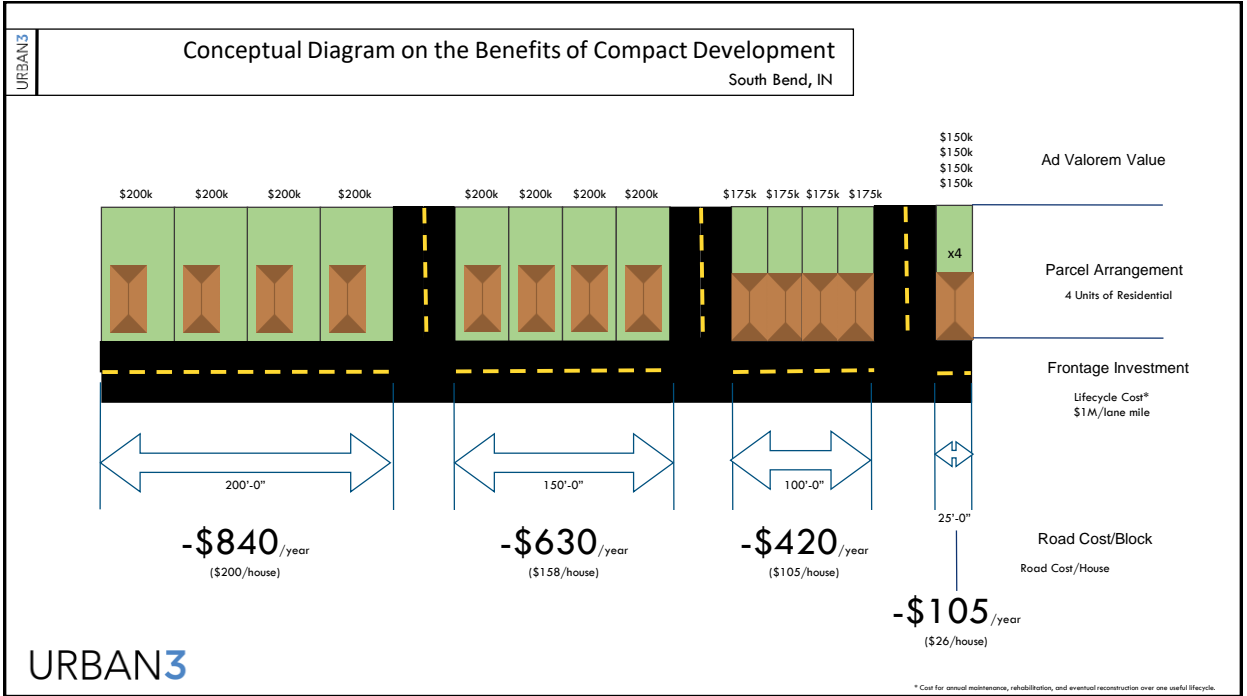 URBAN3
Conceptual Diagram on the Benefits of Compact Development
South Bend, IN
$150k
$150k
$150k
$150k
Ad Valorem Value
$200k $200k $200k $200k $200k $200k $200k $200k $175k $175k $175k $175k
x4
Parcel Arrangement
4 Units of Residential
Frontage Investment
Lifecycle Cost*
$1M/lane mile
200'-0” 150'-0” 100'-0”
25'-0”
-$840/year -$630/year -$420/year
($200/house) ($158/house) ($105/house)
Road Cost/Block
Road Cost/House
-$105/year
($26/house)
URBAN3
* Cost for annual maintenance, rehabilitation, and eventual reconstruction over one useful lifecycle.